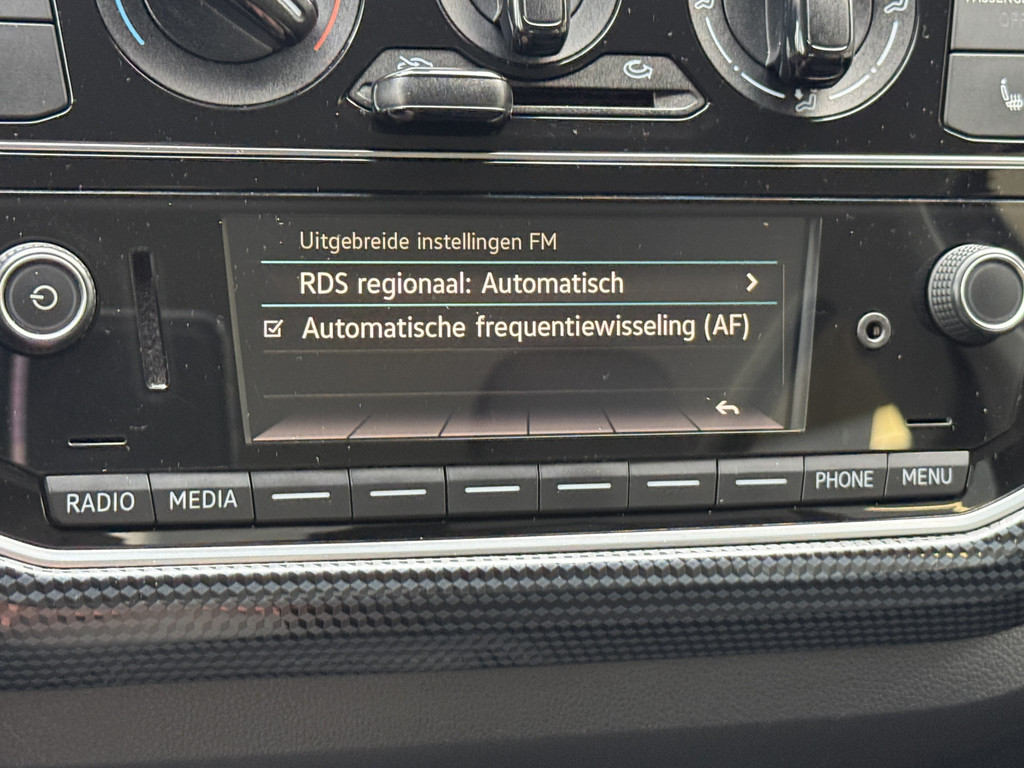 Uitgebreide instellingen FM
RDS regionaal: Automatisch
Automatische frequentiewisseling (AF)
RADIO
MEDIA
PHONE
MENU